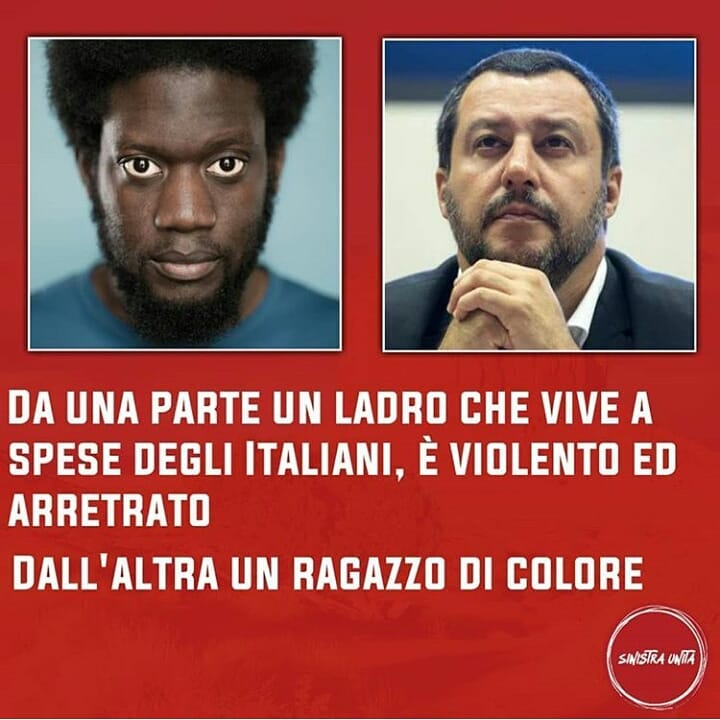 Da una parte un ladro che vive a
spese degli Italiani, è violento ed
arretrato
Dall'altra un ragazzo di colore
SINISTRA UNITA